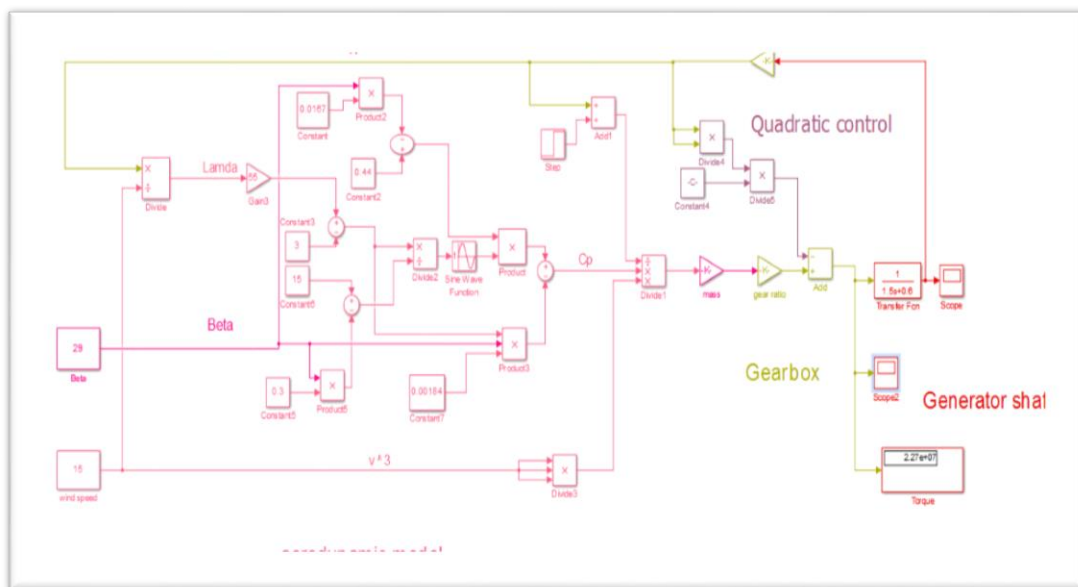 -K-
0.0167
Constant
×
Product2
+
-
0.44
Constant2
Step
+
+
Add1
×
Divide4
Quadratic control
-C-
Constant4
×
Divide5
×
÷
Divide
Lamda
55
Gain3
Constant3
3
15
Constant6
×
÷
Divide2
Sine Wave
Function
×
Product
Cp
÷
×
×
Divide1
-K-
mass
-K-
gear ratio
-
+
Add
1
1.5s+0.6
Transfer Fcn
Scope
Beta
29
Beta
0.3
Constant5
×
Product5
0.00184
Constant7
×
Product3
Gearbox
Scope2
Generator shaf
v^3
15
wind speed
×
Divide3
2.27e+07
Torque